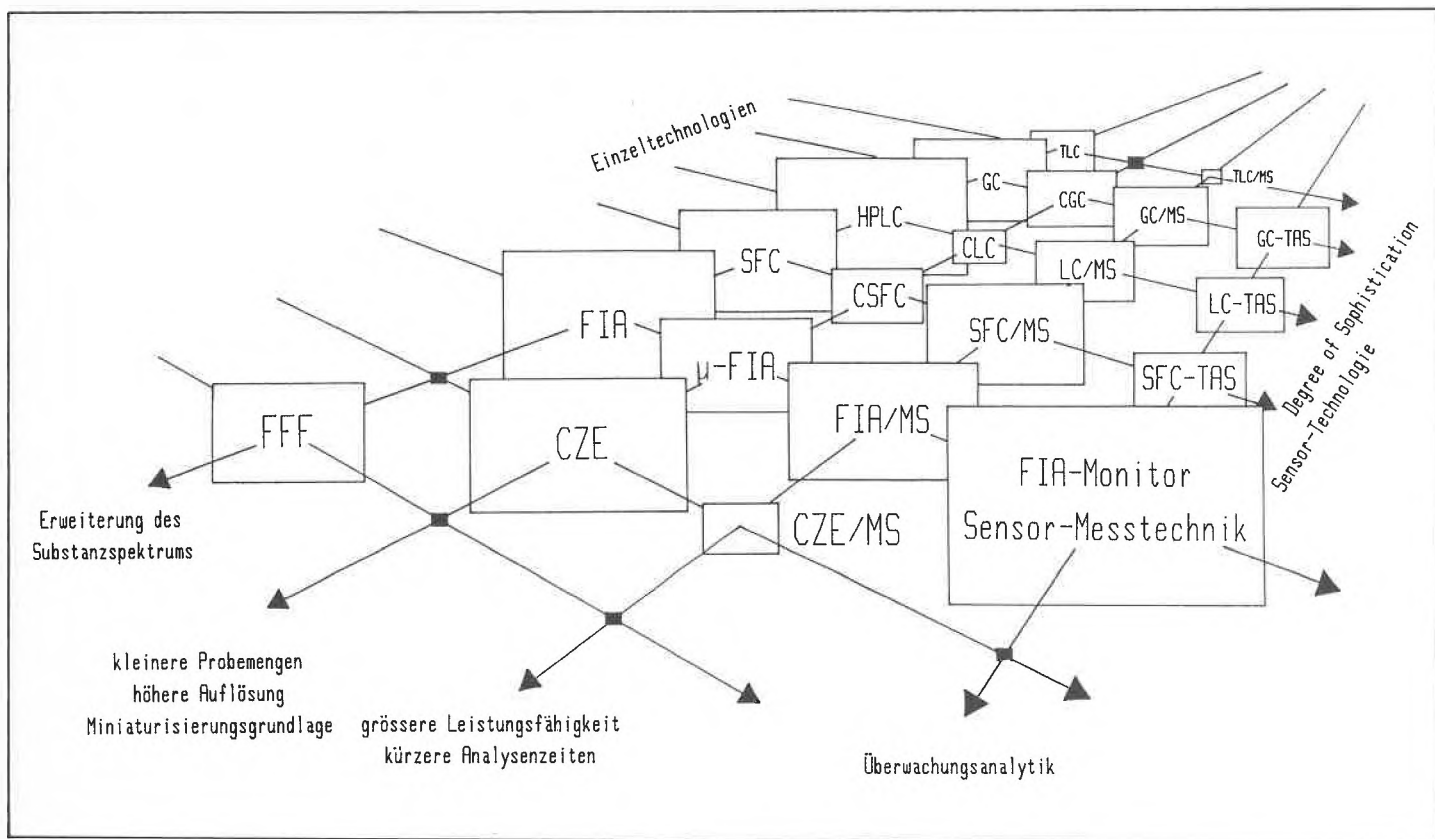 Einzeltechnologien
TLC
TLC/MS
GC
CGC
GC/MS
GC-TAS
HPLC
CLC
LC/MS
LC-TAS
SFC
CSFC
SFC/MS
SFC-TAS
FIA
µ-FIA
FIA/MS
FIA-Monitor
Sensor-Messtechnik
FFF
CZE
CZE/MS
Degree of Sophistication
Sensor-Technologie
Erweiterung des
Substanzspektrums
kleinere Probemengen
höhere Auflösung
Miniaturisierungsgrundlage
grössere Leistungsfähigkeit
kürzere Analysenzeiten
Überwachungsanalytik